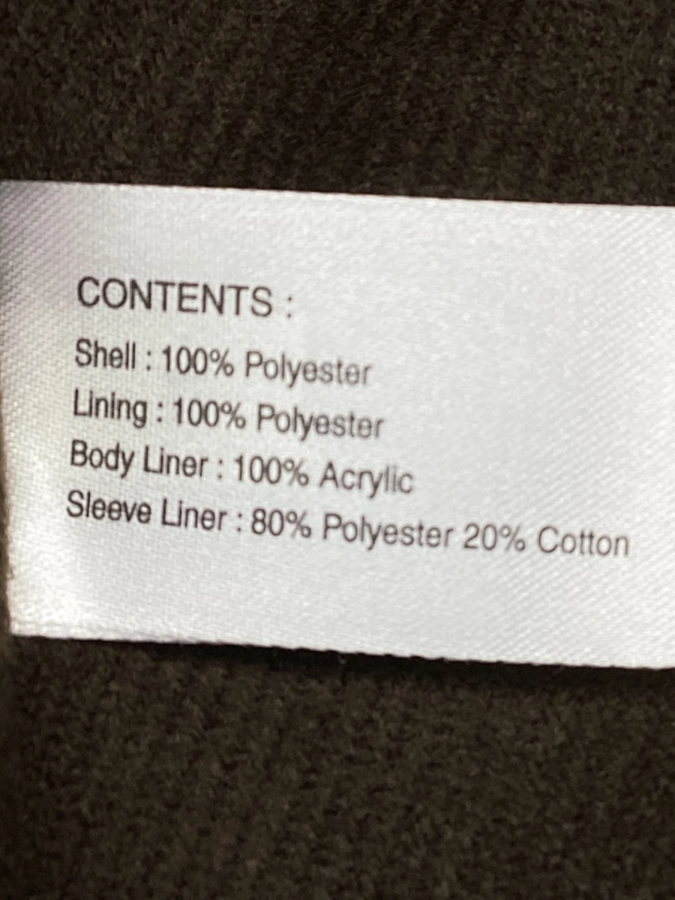 CONTENTS :
Shell : 100% Polyester
Lining : 100% Polyester
Body Liner : 100% Acrylic
Sleeve Liner : 80% Polyester 20% Cotton